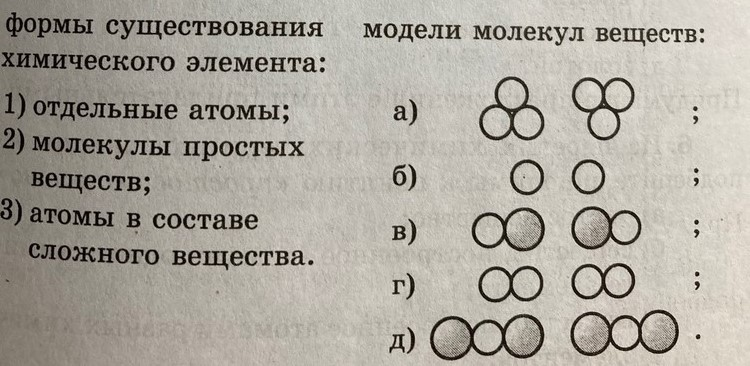 формы существования
химического элемента:
1) отдельные атомы;
2) молекулы простых
веществ;
3) атомы в составе
сложного вещества.
модели молекул веществ:
а) ;
б) ;
в) ;
г) ;
д) .